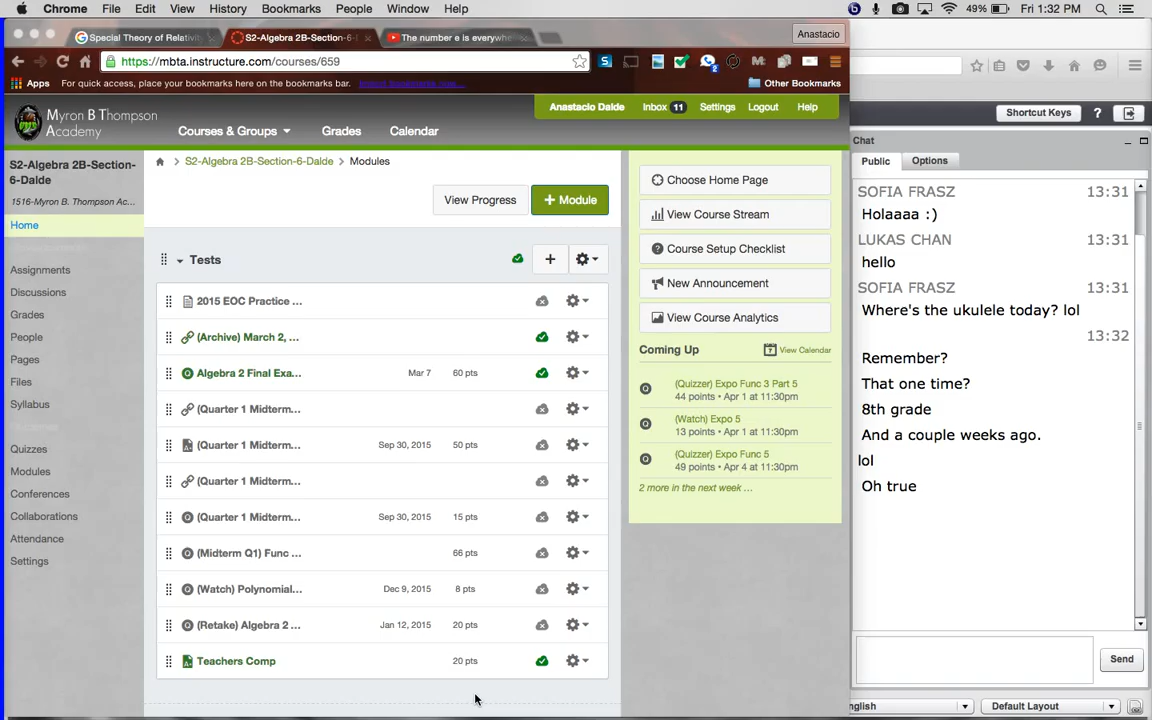 Chrome File Edit View History Bookmarks People Window Help 49% Fri 1:32 PM
Special Theory of Relativi
S2-Algebra 2B-Section-6-
The number e is everywhe
Anastacio
https://mbta.instructure.com/courses/659
Apps For quick access, place your bookmarks here on the bookmarks bar. Import bookmarks now... Other Bookmarks
Myron B Thompson
Academy
Anastacio Dalde Inbox 11 Settings Logout Help
Courses & Groups Grades Calendar
S2-Algebra 2B-Section-
6-Dalde
1516-Myron B. Thompson Ac...
Home
Assignments
Discussions
Grades
People
Pages
Files
Syllabus
Quizzes
Modules
Conferences
Collaborations
Attendance
Settings
S2-Algebra 2B-Section-6-Dalde Modules
View Progress
+ Module
Tests
2015 EOC Practice ...
(Archive) March 2, ...
Algebra 2 Final Exa... Mar 7 60 pts
(Quarter 1 Midterm...
(Quarter 1 Midterm... Sep 30, 2015 50 pts
(Quarter 1 Midterm...
(Quarter 1 Midterm... Sep 30, 2015 15 pts
(Midterm Q1) Func ... 66 pts
(Watch) Polynomial... Dec 9, 2015 8 pts
(Retake) Algebra 2 ... Jan 12, 2015 20 pts
Teachers Comp 20 pts
Choose Home Page
View Course Stream
Course Setup Checklist
New Announcement
View Course Analytics
Coming Up View Calendar
(Quizzer) Expo Func 3 Part 5
44 points • Apr 1 at 11:30pm
(Watch) Expo 5
13 points • Apr 1 at 11:30pm
(Quizzer) Expo Func 5
49 points • Apr 4 at 11:30pm
2 more in the next week ...
Shortcut Keys ?
Chat
Public Options
SOFIA FRASZ 13:31
Holaaaa :)
LUKAS CHAN 13:31
hello
SOFIA FRASZ 13:31
Where's the ukulele today? lol
13:32
Remember?
That one time?
8th grade
And a couple weeks ago.
lol
Oh true
Send
nglish Default Layout